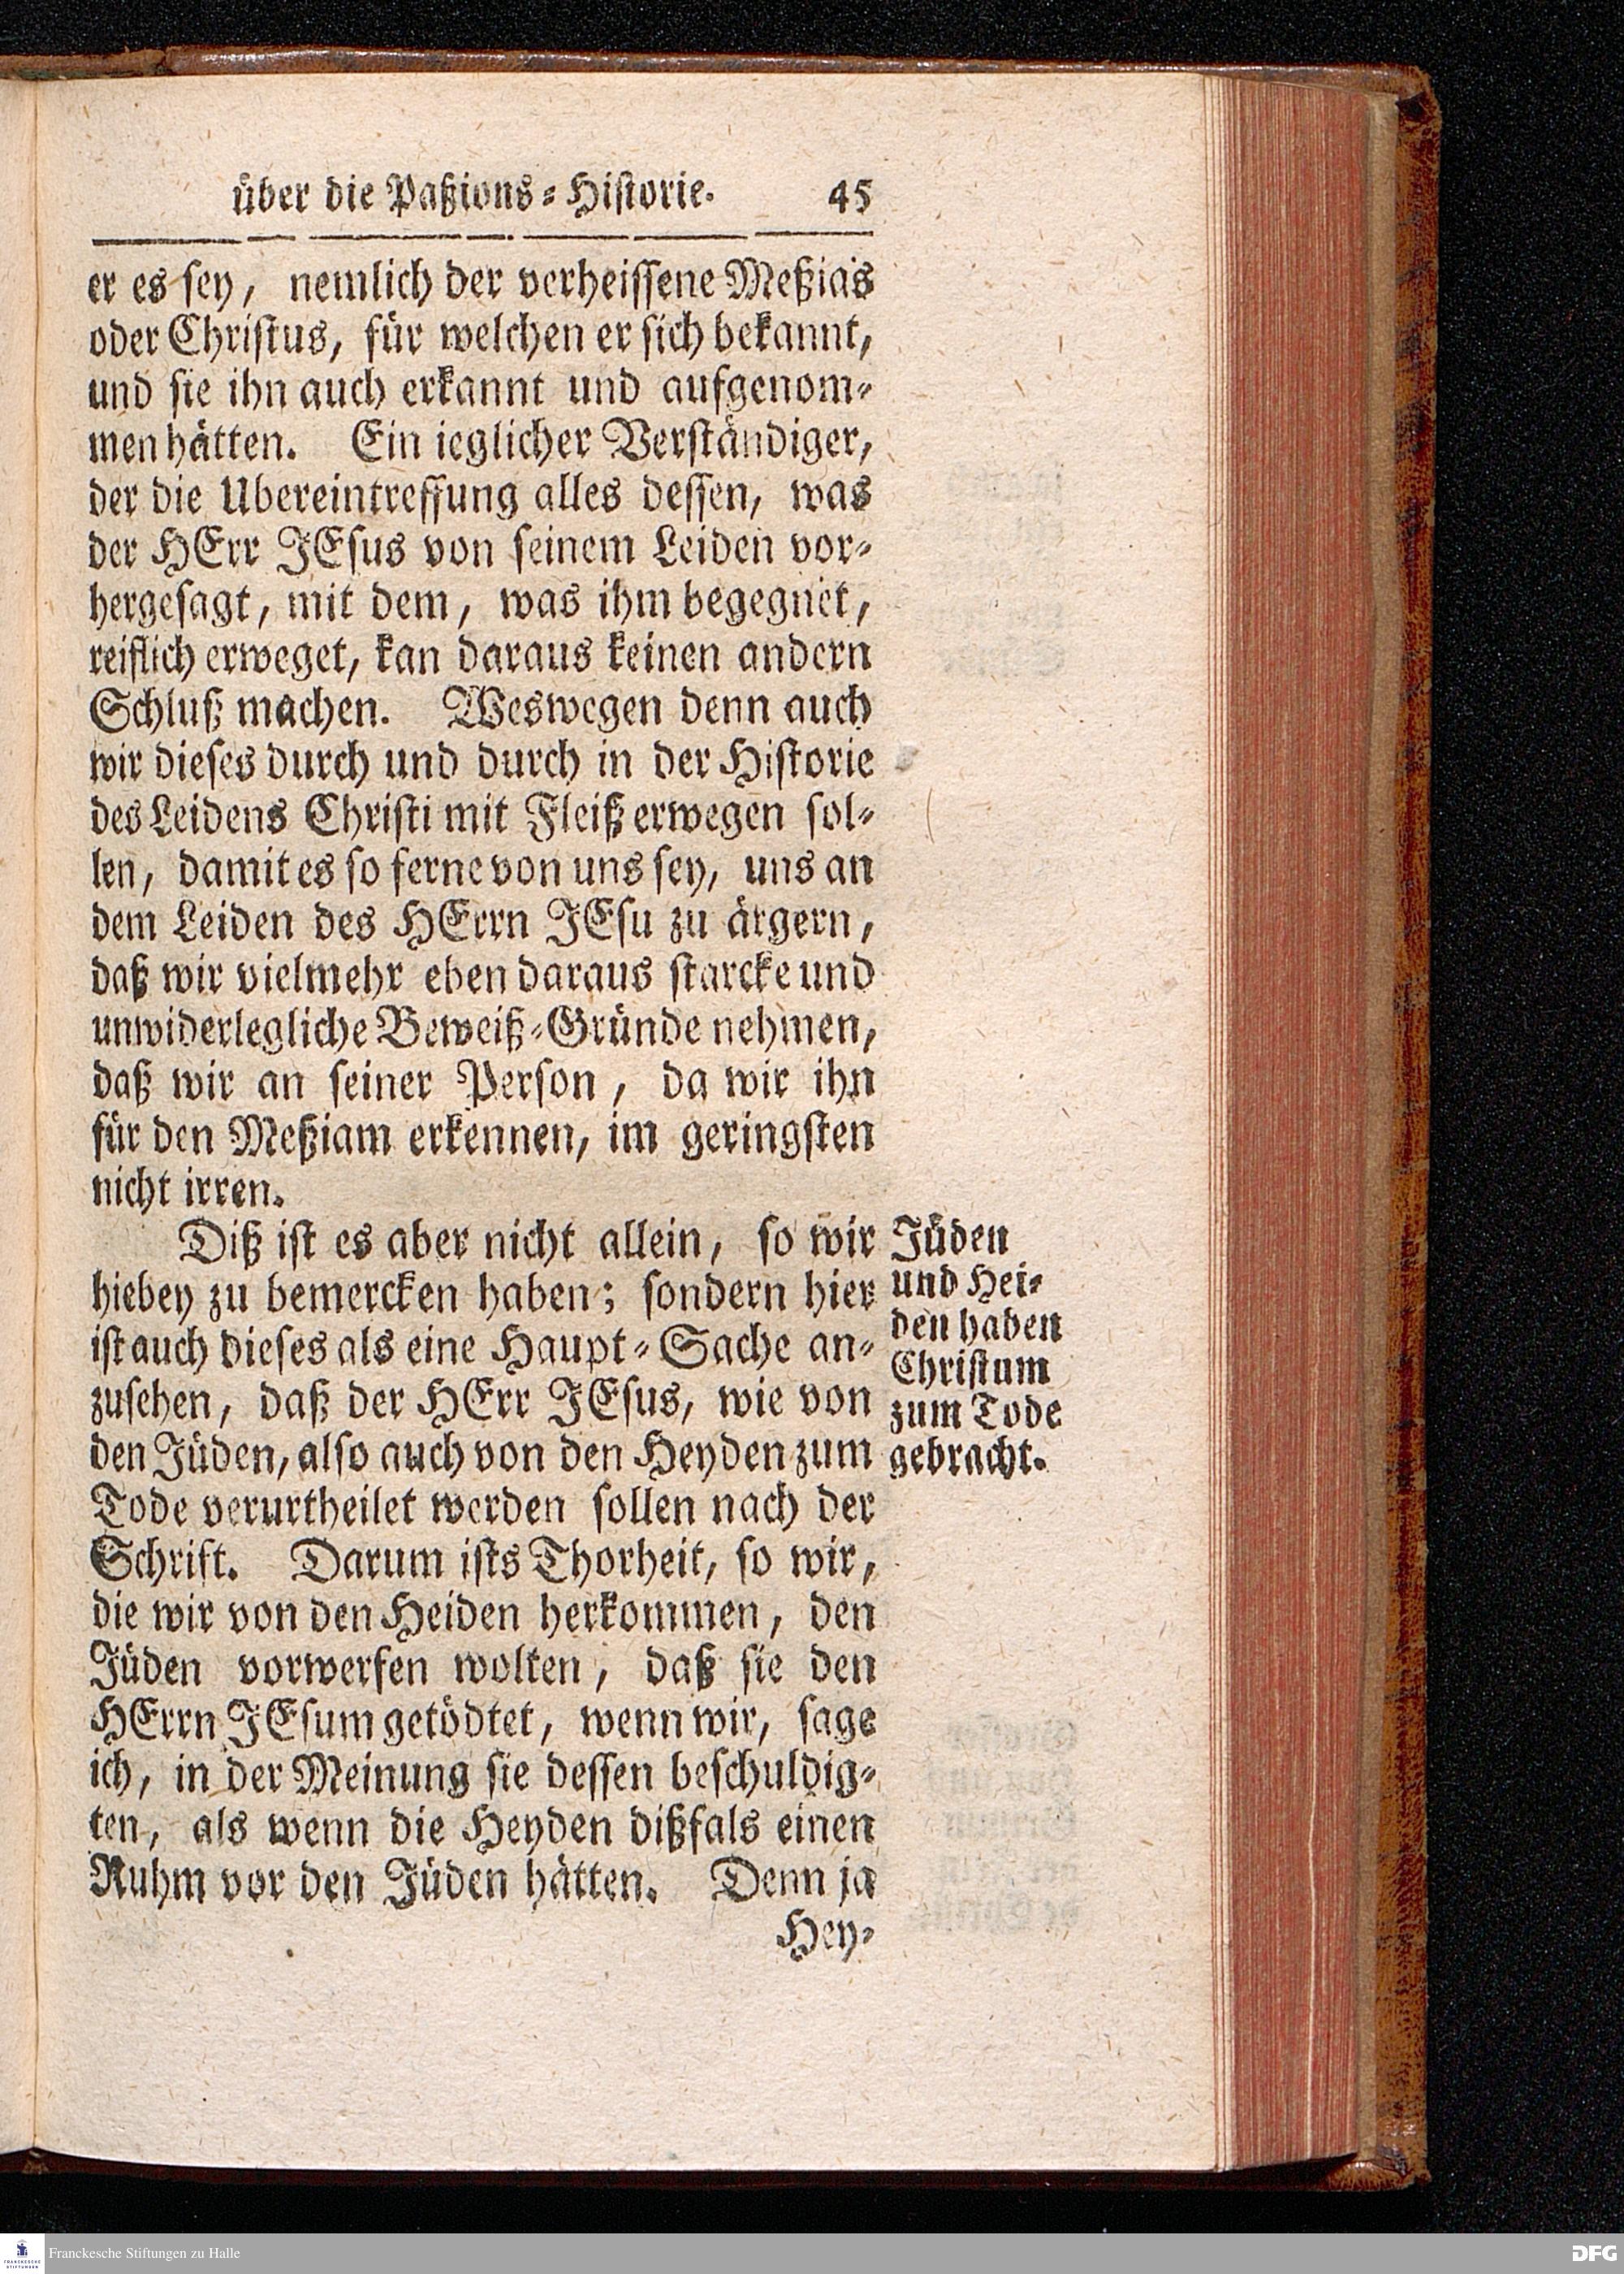 über die Paßions-Historie. 45
er es sey, nemlich der verheissene Meßias
oder Christus, für welchen er sich bekannt,
und sie ihn auch erkannt und aufgenom-
men hätten. Ein ieglicher Verständiger,
der die Ubereintreffung alles dessen, was
der HErr JEsus von seinem Leiden vor-
hergesagt, mit dem, was ihm begegnet,
reiflich erweget, kan daraus keinen andern
Schluß machen. Weswegen denn auch
wir dieses durch und durch in der Historie
des Leidens Christi mit Fleiß erwegen sol-
len, damit es so ferne von uns sey, uns an
dem Leiden des HErrn JEsu zu ärgern,
daß wir vielmehr eben daraus starcke und
unwiderlegliche Beweiß-Gründe nehmen,
daß wir an seiner Person, da wir ihn
für den Meßiam erkennen, im geringsten
nicht irren.
Diß ist es aber nicht allein, so wir
hiebey zu bemercken haben; sondern hier
ist auch dieses als eine Haupt-Sache an-
zusehen, daß der HErr JEsus, wie von
den Jüden, also auch von den Heyden zum
Tode verurtheilet werden sollen nach der
Schrift. Darum ists Thorheit, so wir,
die wir von den Heiden herkommen, den
Jüden vorwerfen wolten, daß sie den
HErrn JEsum getödtet, wenn wir, sage
ich, in der Meinung sie dessen beschuldig-
ten, als wenn die Heyden dißfals einen
Ruhm vor den Jüden hätten. Denn ja
Hey-
Jüden
und Hei-
den haben
Christum
zum Tode
gebracht.
FRANCKESCHE
STIFTUNGEN
Franckesche Stiftungen zu Halle
DFG